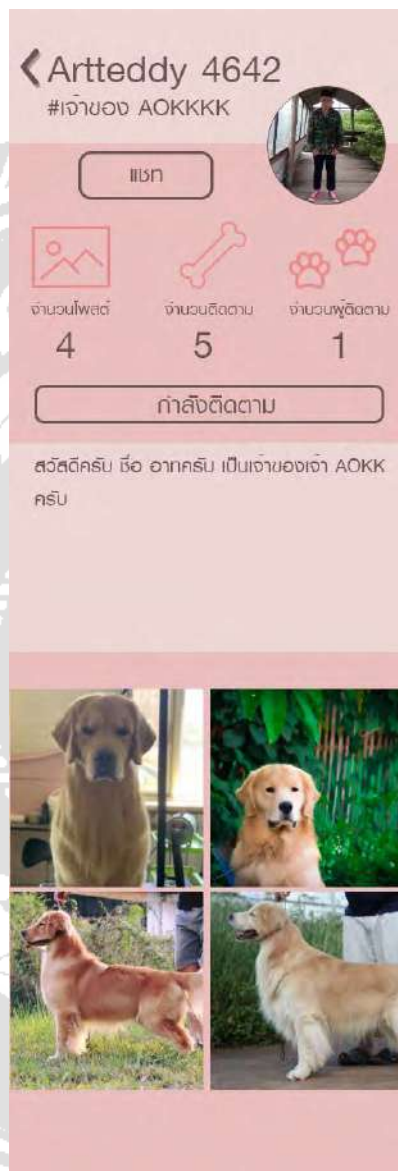 Artteddy 4642
#เจ้าของ AOKKKK
แชท
จำนวนโพสต์
จำนวนติดตาม
จำนวนผู้ติดตาม
4
5
1
กำลังติดตาม
สวัสดีครับ ชื่อ อาทครับ เป็นเจ้าของเจ้า AOKK
ครับ